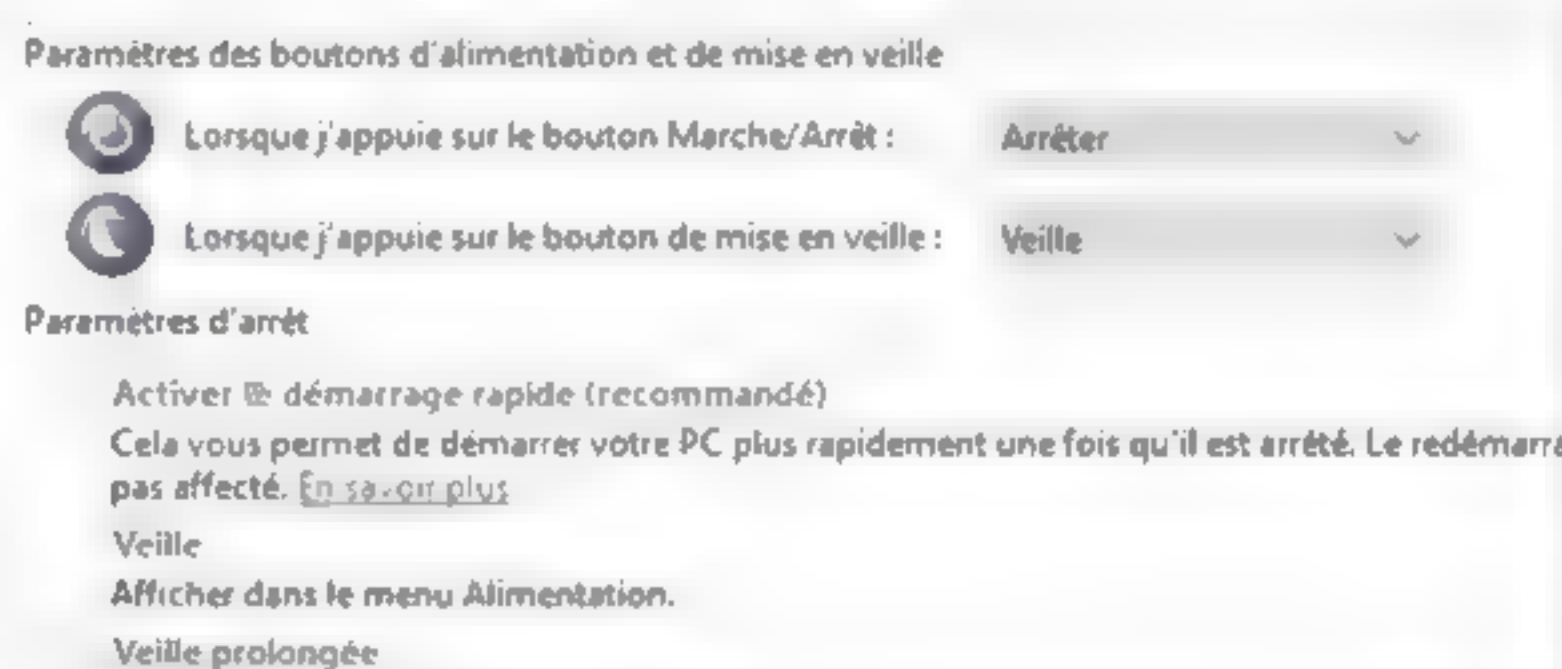 Paramètres des boutons d'alimentation et de mise en veille
Lorsque j'appuie sur le bouton Marche/Arrêt : Arrêter
Lorsque j'appuie sur le bouton de mise en veille : Veille
Paramètres d'arrêt
Activer le démarrage rapide (recommandé)
Cela vous permet de démarrer votre PC plus rapidement une fois qu'il est arrêté. Le redémarra
pas affecté. En savoir plus
Veille
Afficher dans le menu Alimentation.
Veille prolongée